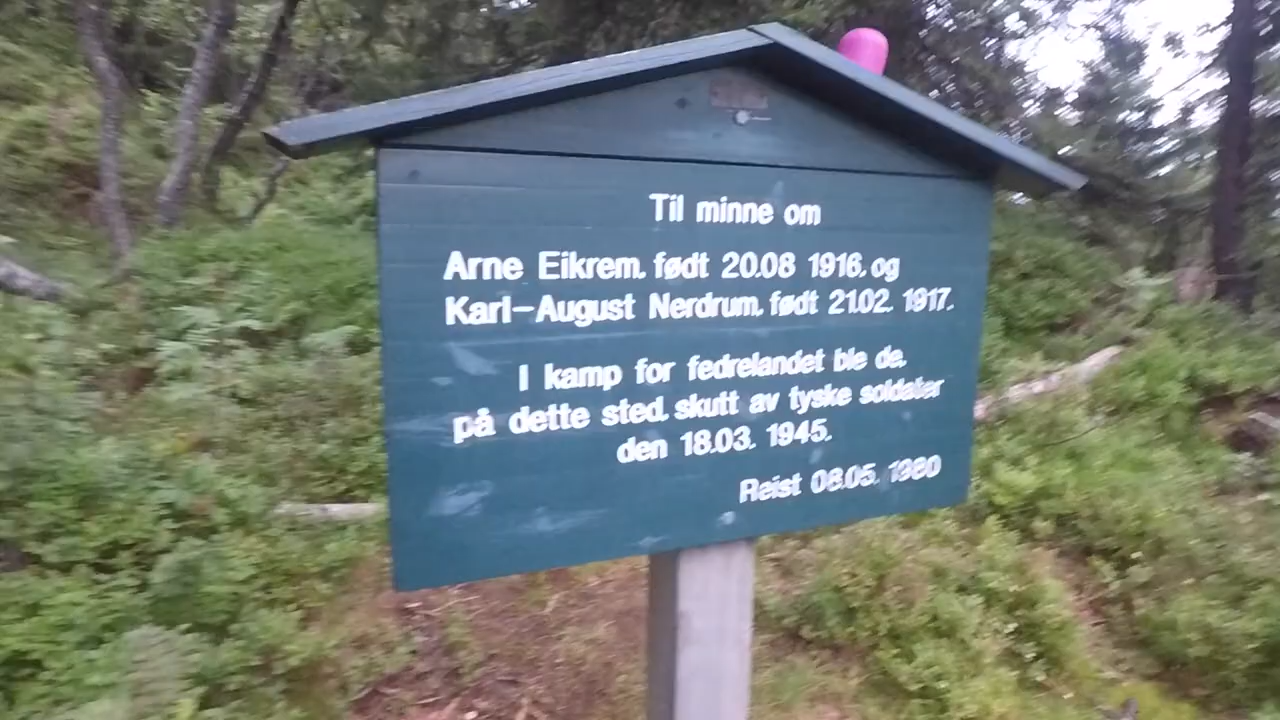 Til minne om
Arne Eikrem. født 20.08 1916. og
Karl-August Nerdrum. født 21.02. 1917.
I kamp for fedrelandet ble de.
på dette sted. skutt av tyske soldater
den 18.03. 1945.
Reist 08.05. 1980